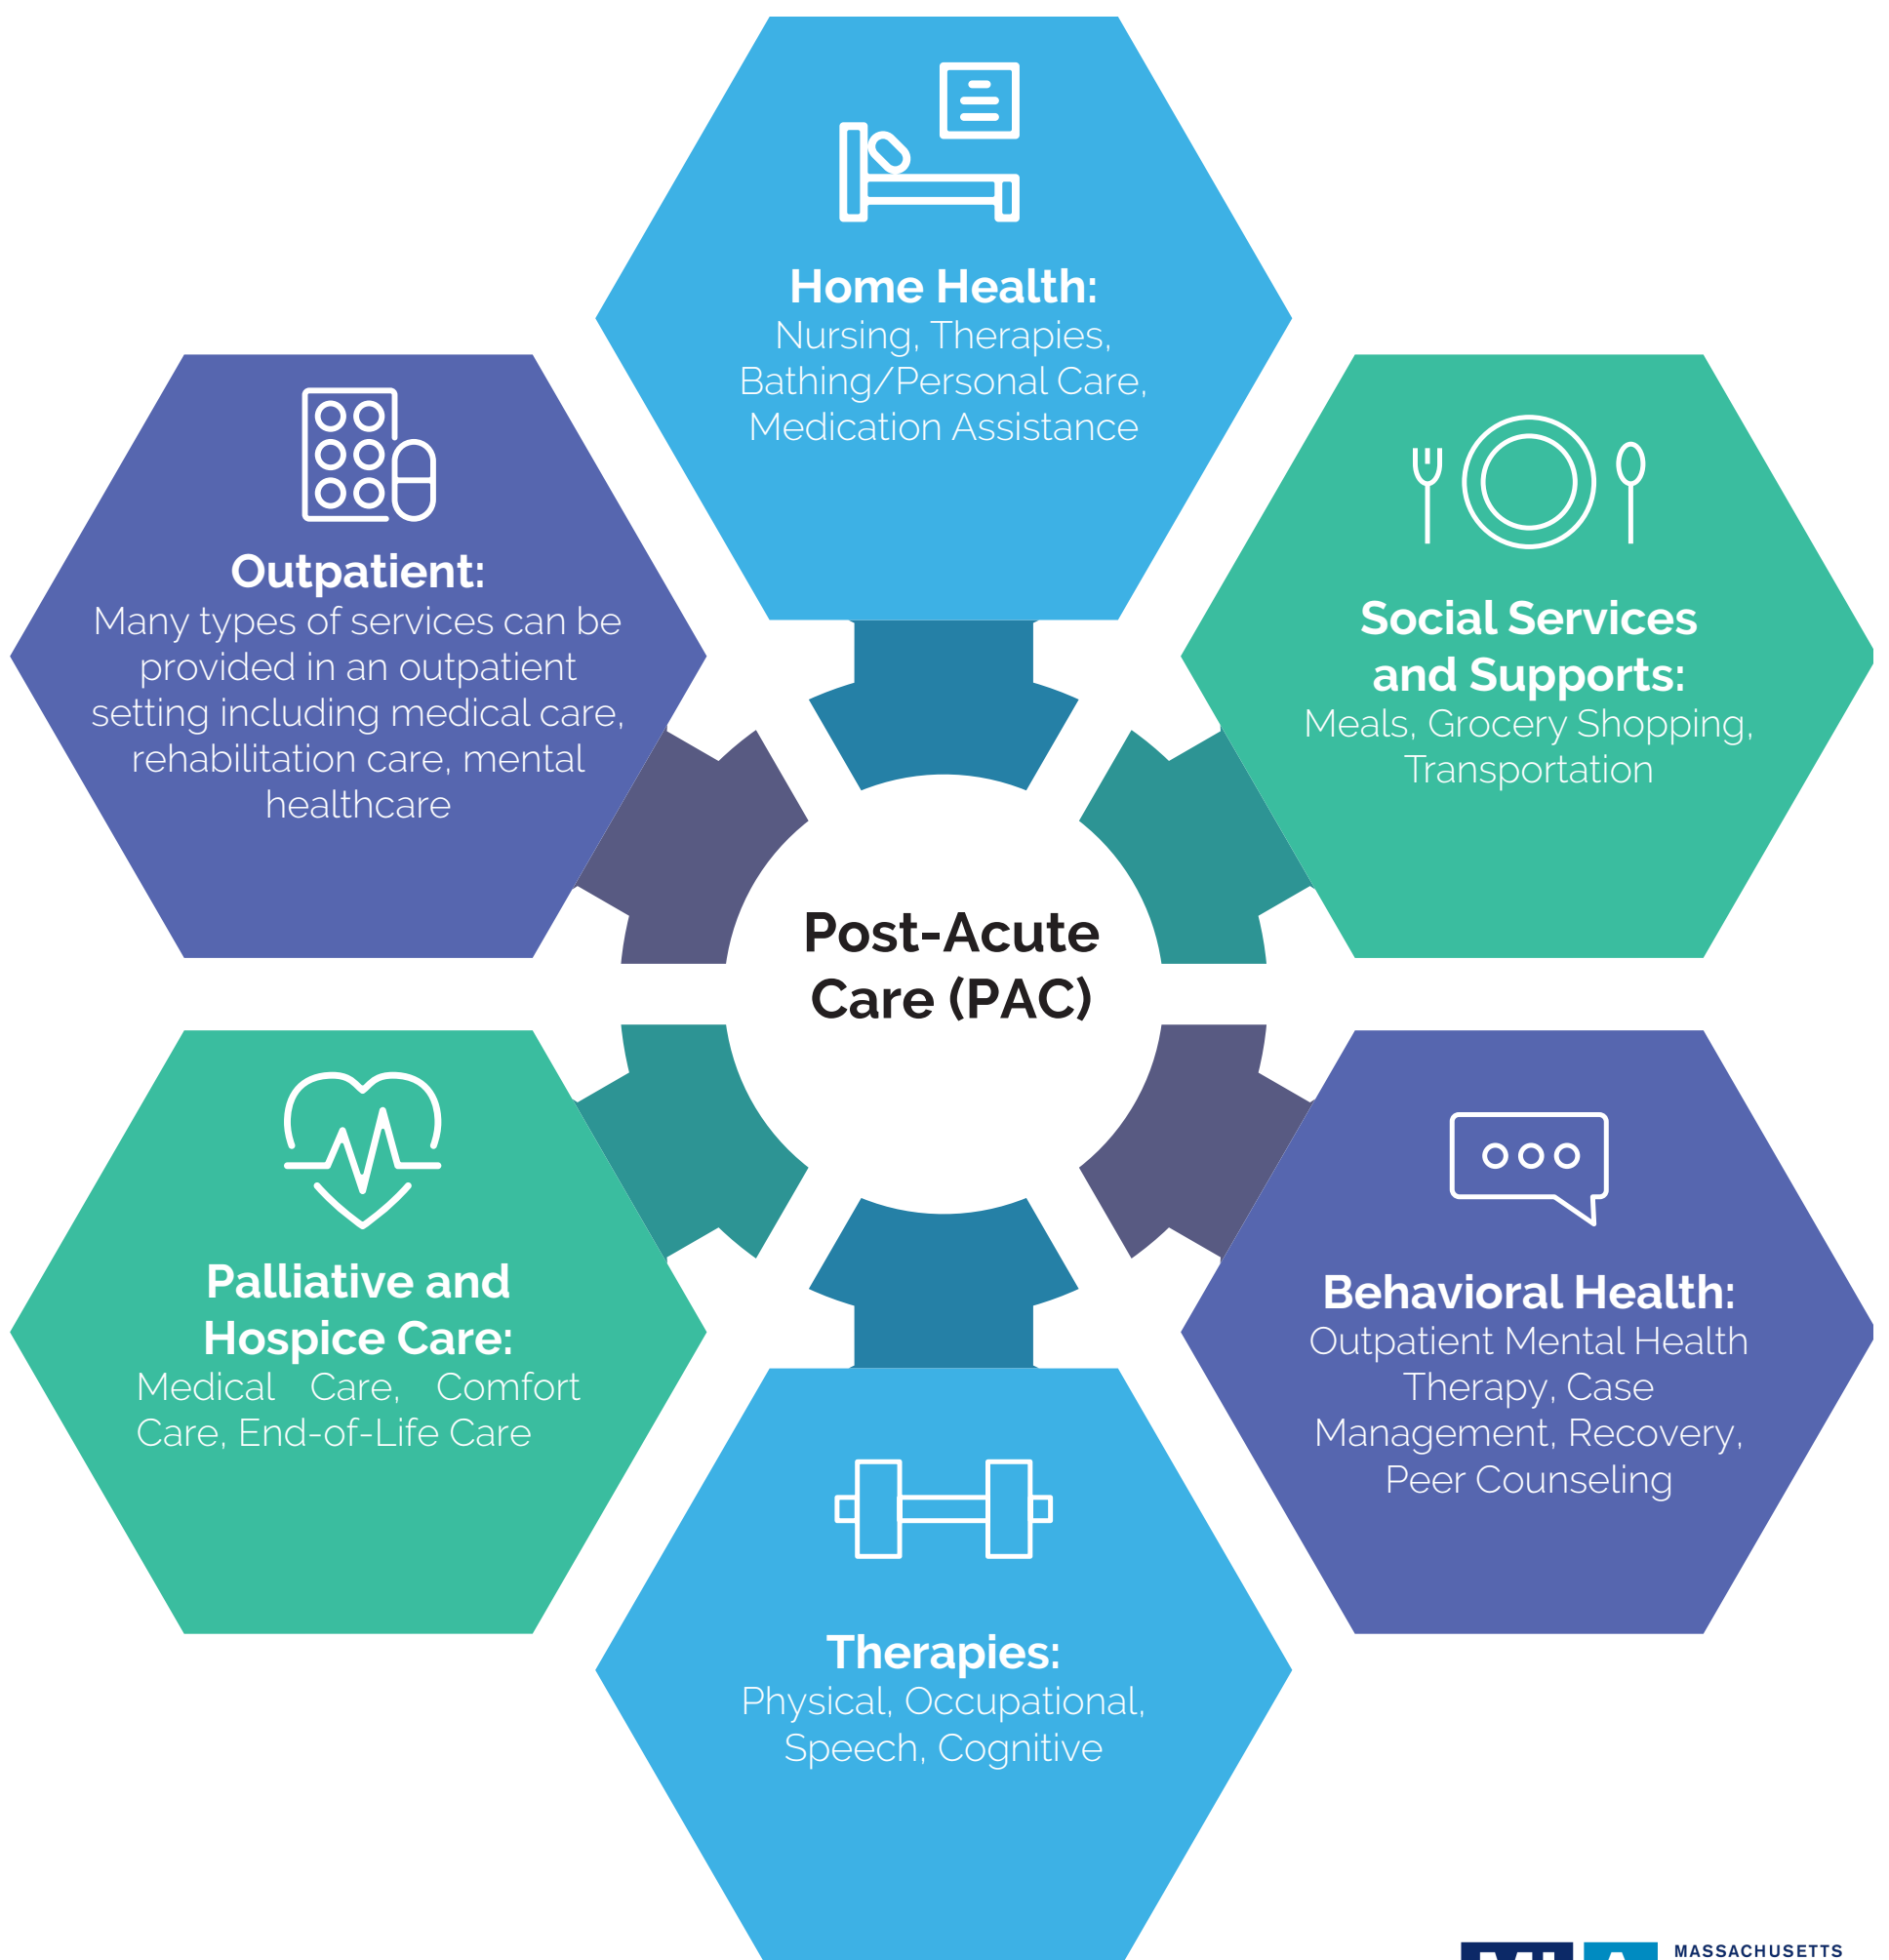 Home Health:
Nursing, Therapies,
Bathing/Personal Care,
Medication Assistance
Outpatient:
Many types of services can be
provided in an outpatient
setting including medical care,
rehabilitation care, mental
healthcare
Social Services
and Supports:
Meals, Grocery Shopping,
Transportation
Post-Acute
Care (PAC)
Palliative and
Hospice Care:
Medical Care, Comfort
Care, End-of-Life Care
Behavioral Health:
Outpatient Mental Health
Therapy, Case
Management, Recovery,
Peer Counseling
Therapies:
Physical, Occupational,
Speech, Cognitive
MASSACHUSETTS